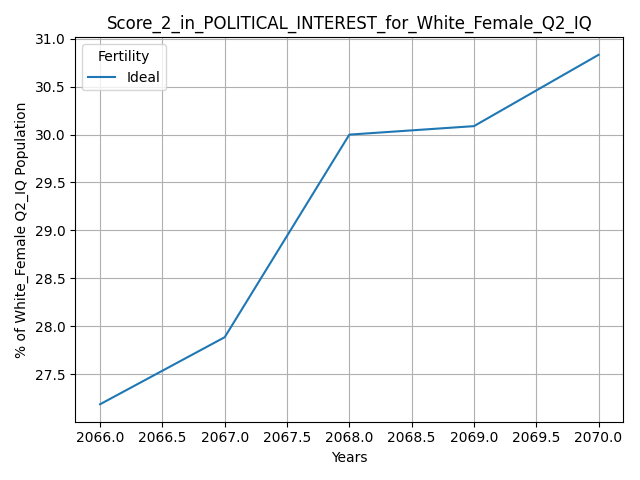 Score_2_in_POLITICAL_INTEREST_for_White_Female_Q2_IQ
Fertility
Ideal
% of White_Female Q2_IQ Population
31.0
30.5
30.0
29.5
29.0
28.5
28.0
27.5
2066.0 2066.5 2067.0 2067.5 2068.0 2068.5 2069.0 2069.5 2070.0
Years